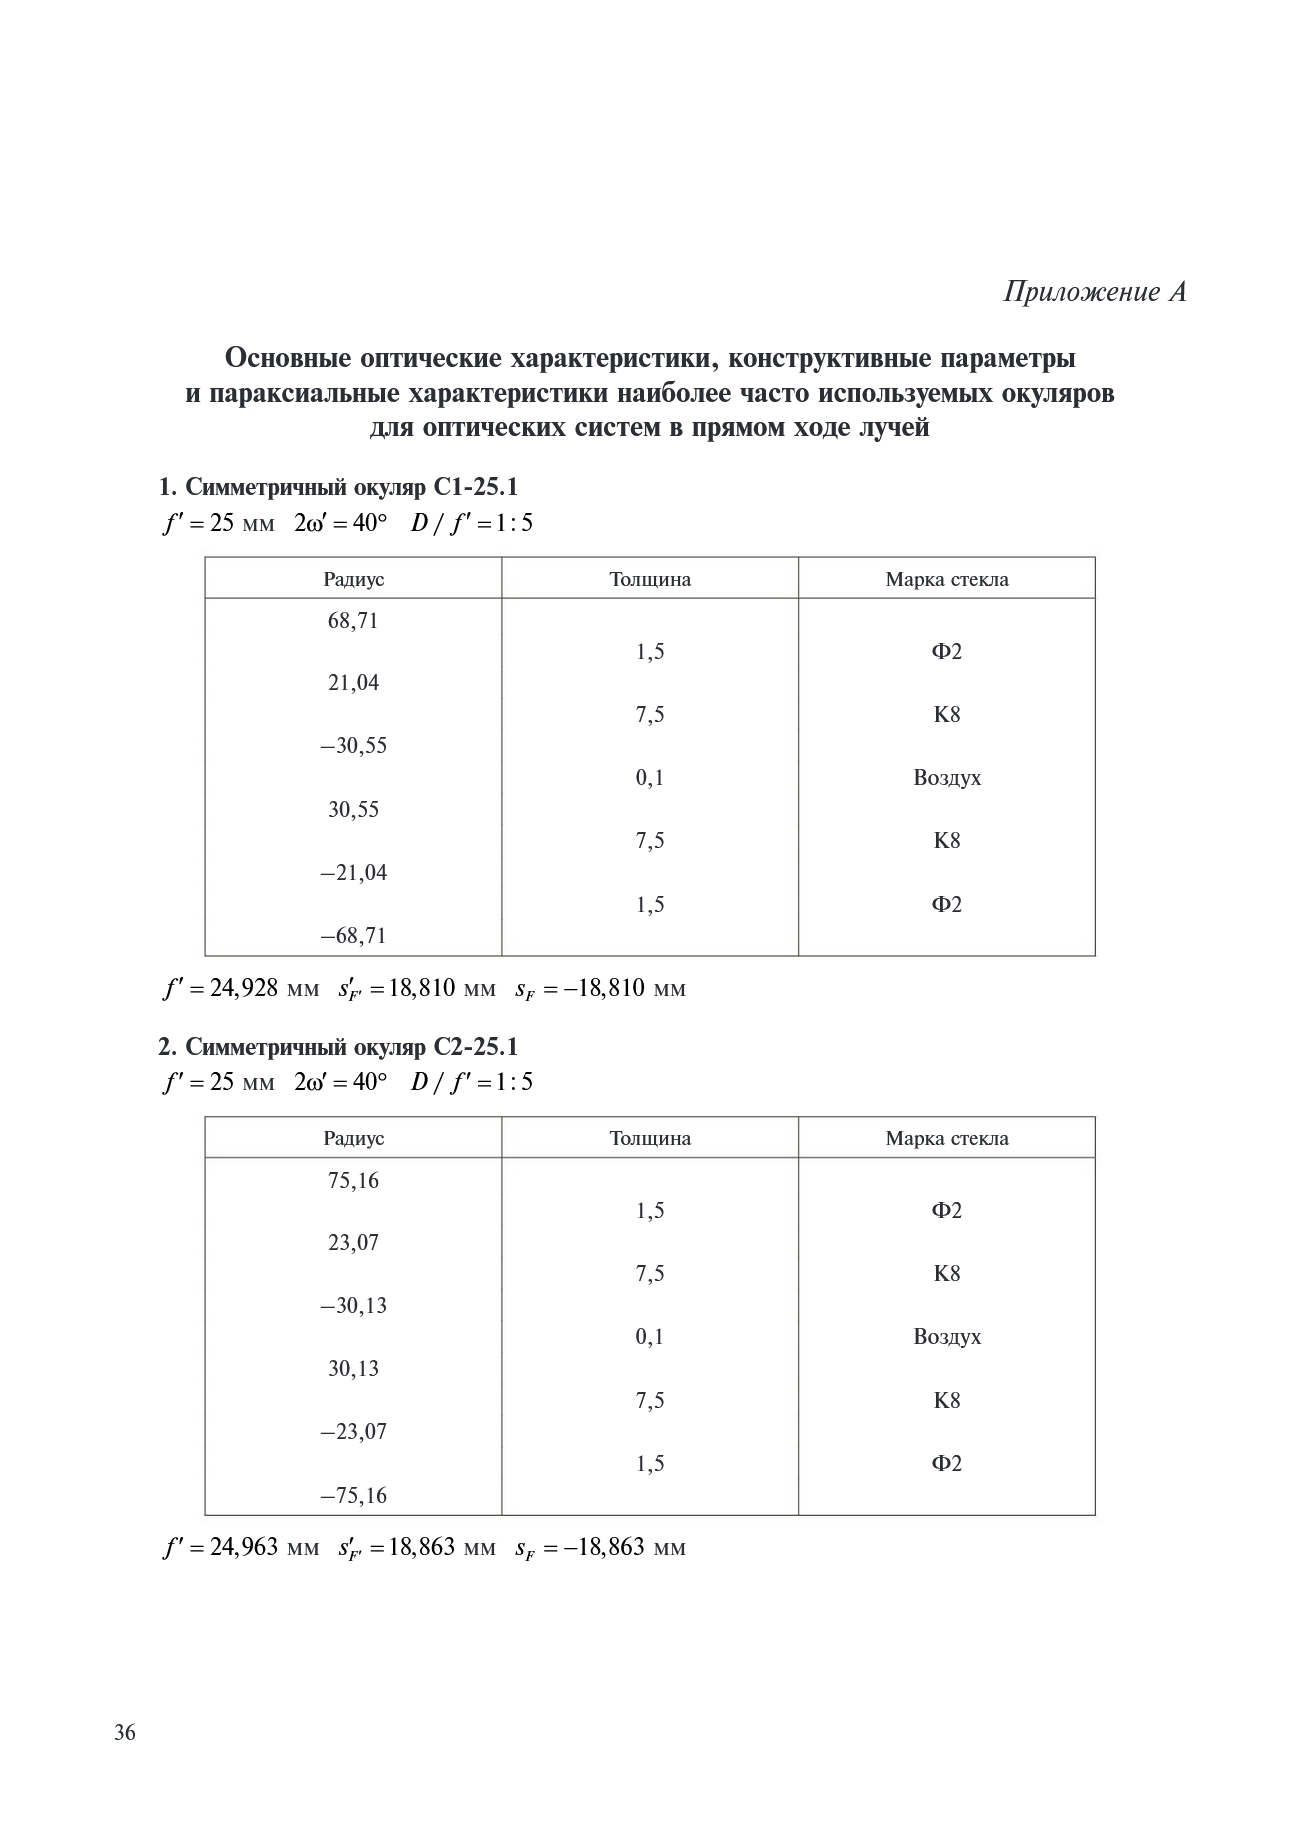 Приложение А
Основные оптические характеристики, конструктивные параметры
и параксиальные характеристики наиболее часто используемых окуляров
для оптических систем в прямом ходе лучей
1. Симметричный окуляр С1-25.1
f′ = 25 мм 2ω′ = 40° D / f′ = 1 : 5
Радиус Толщина Марка стекла
68,71
1,5 Ф2
21,04
7,5 К8
−30,55
0,1 Воздух
30,55
7,5 К8
−21,04
1,5 Ф2
−68,71
f′ = 24,928 мм s′F′ = 18,810 мм sF = −18,810 мм
2. Симметричный окуляр С2-25.1
f′ = 25 мм 2ω′ = 40° D / f′ = 1 : 5
Радиус Толщина Марка стекла
75,16
1,5 Ф2
23,07
7,5 К8
−30,13
0,1 Воздух
30,13
7,5 К8
−23,07
1,5 Ф2
−75,16
f′ = 24,963 мм s′F′ = 18,863 мм sF = −18,863 мм
36